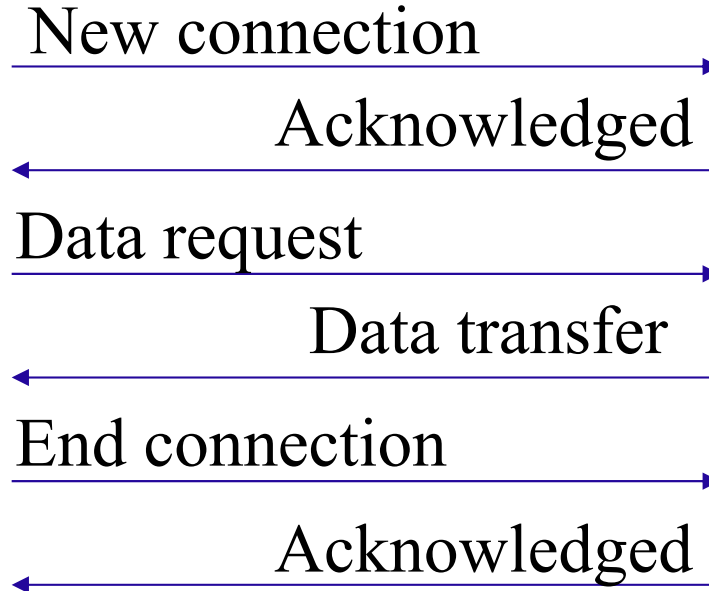 New connection
Acknowledged
Data request
Data transfer
End connection
Acknowledged